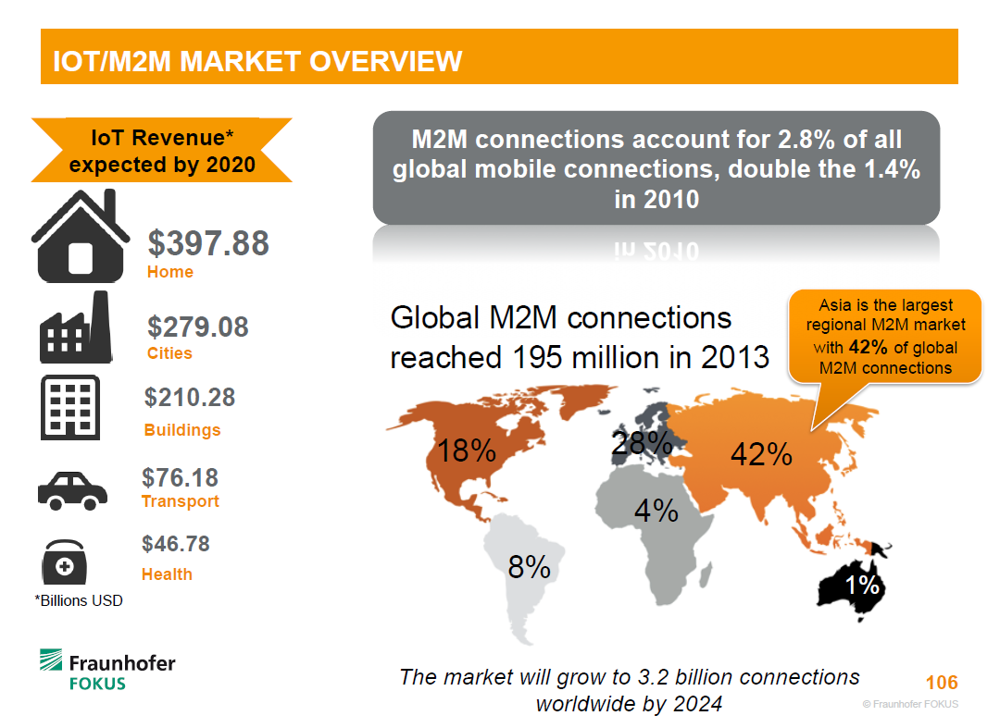 IOT/M2M MARKET OVERVIEW
IoT Revenue*
expected by 2020
$397.88
Home
$279.08
Cities
$210.28
Buildings
$76.18
Transport
$46.78
Health
*Billions USD
M2M connections account for 2.8% of all
global mobile connections, double the 1.4%
in 2010
Global M2M connections
reached 195 million in 2013
Asia is the largest
regional M2M market
with 42% of global
M2M connections
18%
28%
42%
4%
8%
1%
The market will grow to 3.2 billion connections
worldwide by 2024
Fraunhofer
FOKUS
106
© Fraunhofer FOKUS